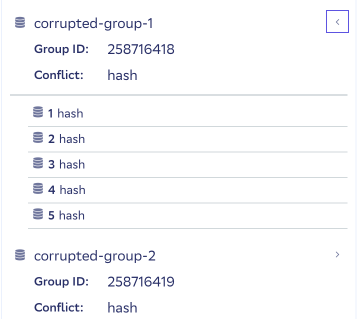 corrupted-group-1
Group ID: 258716418
Conflict: hash
1 hash
2 hash
3 hash
4 hash
5 hash
corrupted-group-2
Group ID: 258716419
Conflict: hash